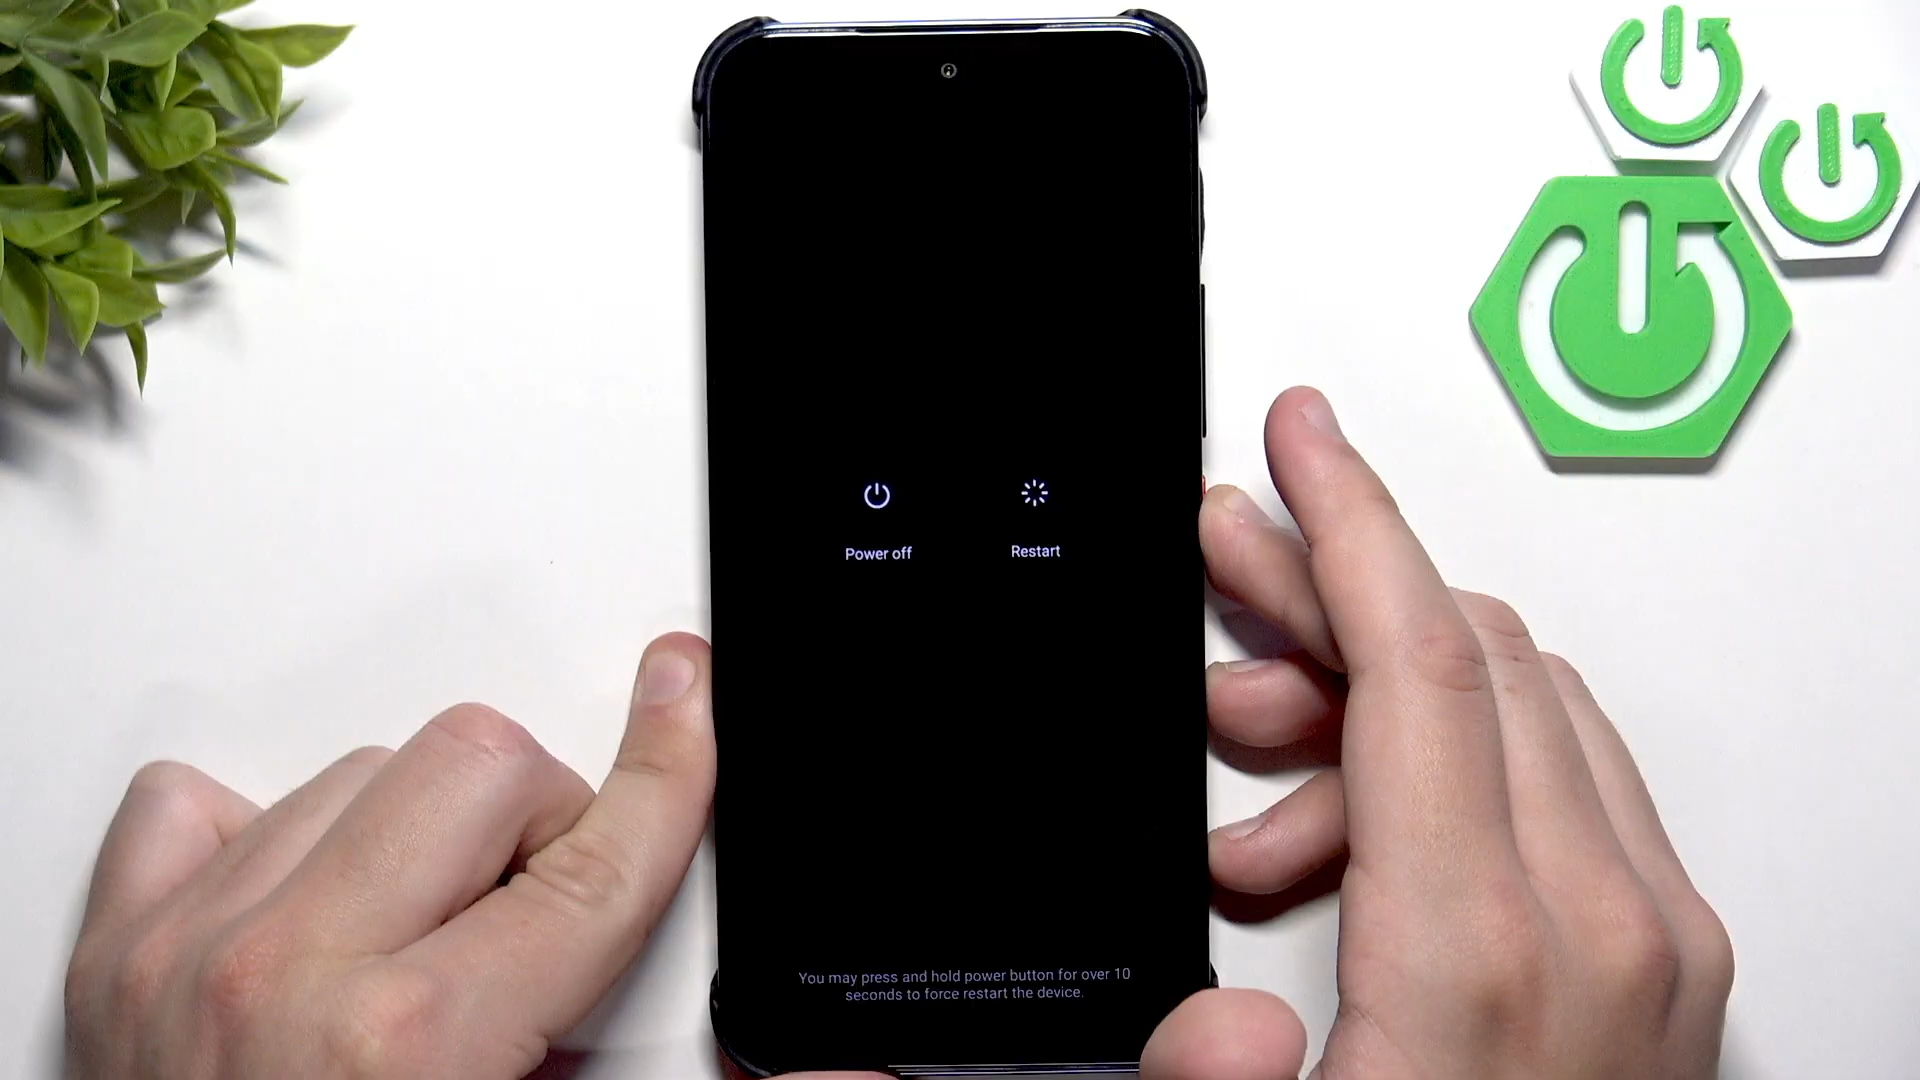 Power off
Restart
You may press and hold power button for over 10
seconds to force restart the device.